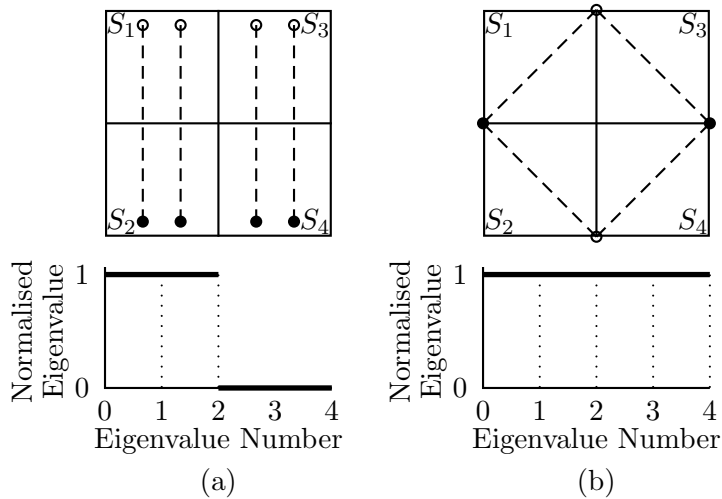 S1 S3
S2 S4
Normalised
Eigenvalue
1
0
0 1 2 3 4
Eigenvalue Number
(a)
S1 S3
S2 S4
Normalised
Eigenvalue
1
0
0 1 2 3 4
Eigenvalue Number
(b)